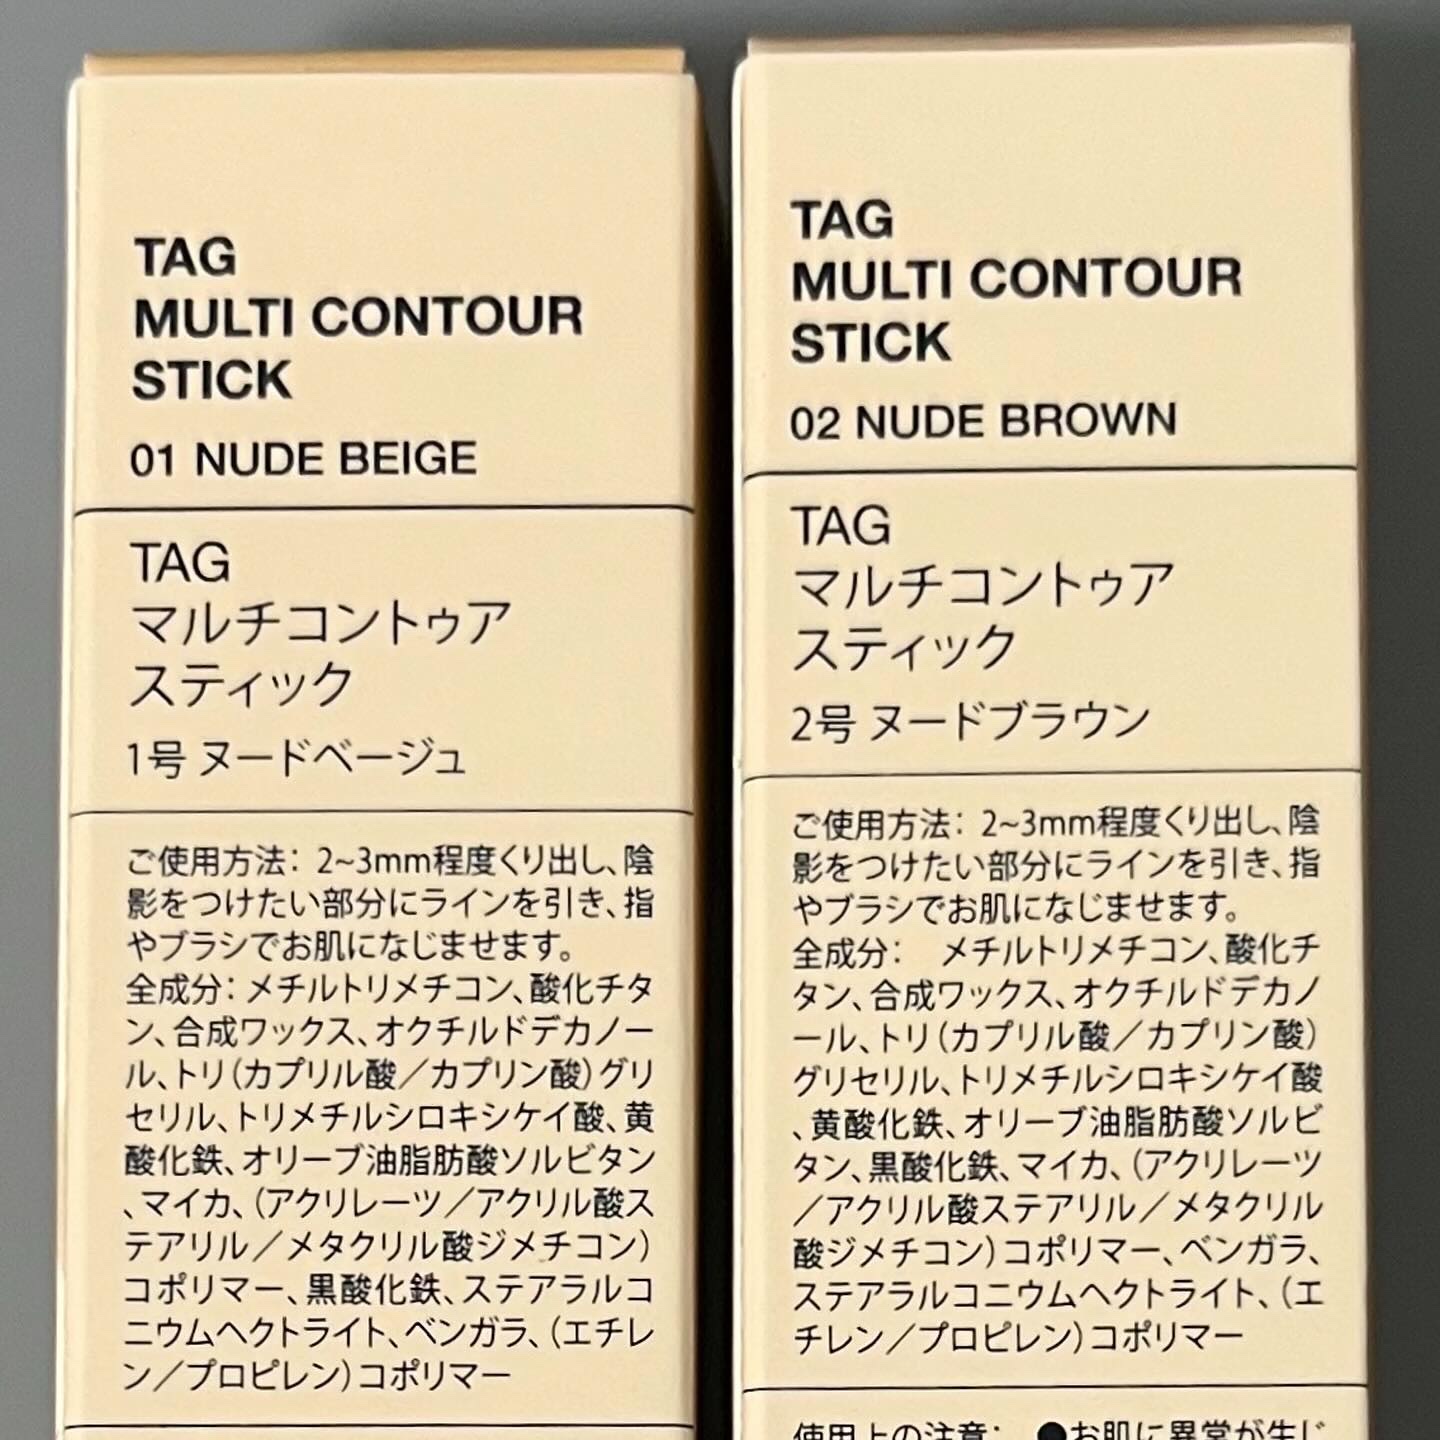 TAG
MULTI CONTOUR
STICK
01 NUDE BEIGE
TAG
マルチコントゥア
スティック
1号 ヌードベージュ
ご使用方法： 2~3mm程度くり出し、陰
影をつけたい部分にラインを引き、指
やブラシでお肌になじませます。
全成分：メチルトリメチコン、酸化チタ
ン、合成ワックス、オクチルドデカノー
ル、トリ（カプリル酸／カプリン酸）グリ
セリル、トリメチルシロキシケイ酸、黄
酸化鉄、オリーブ油脂肪酸ソルビタン
、マイカ、（アクリレーツ／アクリル酸ス
テアリル／メタクリル酸ジメチコン）
コポリマー、黒酸化鉄、ステアラルコ
ニウムヘクトライト、ベンガラ、（エチレ
ン／プロピレン）コポリマー
TAG
MULTI CONTOUR
STICK
02 NUDE BROWN
TAG
マルチコントゥア
スティック
2号 ヌードブラウン
ご使用方法： 2~3mm程度くり出し、陰
影をつけたい部分にラインを引き、指
やブラシでお肌になじませます。
全成分： メチルトリメチコン、酸化チ
タン、合成ワックス、オクチルドデカノ
ール、トリ（カプリル酸／カプリン酸）
グリセリル、トリメチルシロキシケイ酸
、黄酸化鉄、オリーブ油脂肪酸ソルビ
タン、黒酸化鉄、マイカ、（アクリレーツ
／アクリル酸ステアリル／メタクリル
酸ジメチコン）コポリマー、ベンガラ、
ステアラルコニウムヘクトライト、（エ
チレン／プロピレン）コポリマー
使用上の注意： ●お肌に異常が生じ